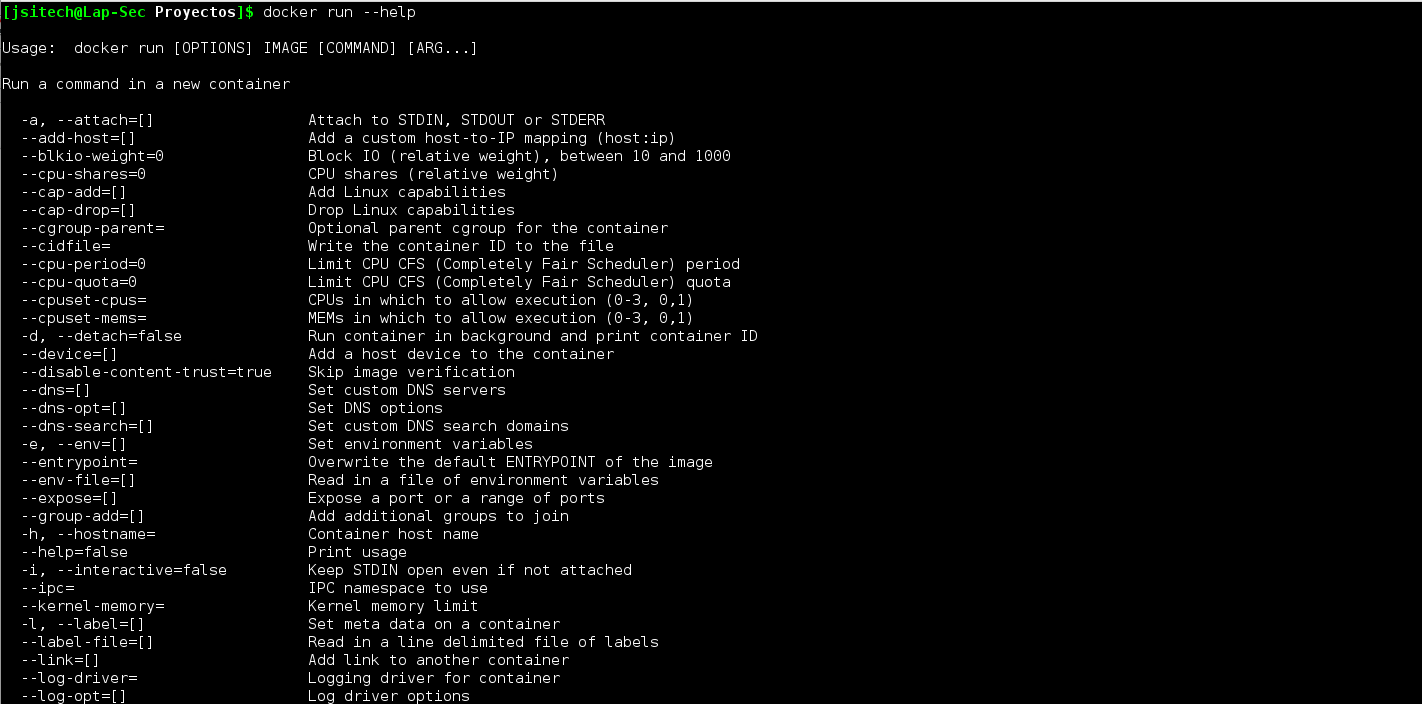 [jsitech@Lap-Sec Proyectos]$ docker run --help
Usage:  docker run [OPTIONS] IMAGE [COMMAND] [ARG...]
Run a command in a new container
-a, --attach=[]                 Attach to STDIN, STDOUT or STDERR
--add-host=[]                   Add a custom host-to-IP mapping (host:ip)
--blkio-weight=0                Block IO (relative weight), between 10 and 1000
--cpu-shares=0                  CPU shares (relative weight)
--cap-add=[]                    Add Linux capabilities
--cap-drop=[]                   Drop Linux capabilities
--cgroup-parent=                Optional parent cgroup for the container
--cidfile=                      Write the container ID to the file
--cpu-period=0                  Limit CPU CFS (Completely Fair Scheduler) period
--cpu-quota=0                   Limit CPU CFS (Completely Fair Scheduler) quota
--cpuset-cpus=                  CPUs in which to allow execution (0-3, 0,1)
--cpuset-mems=                  MEMs in which to allow execution (0-3, 0,1)
-d, --detach=false              Run container in background and print container ID
--device=[]                     Add a host device to the container
--disable-content-trust=true    Skip image verification
--dns=[]                        Set custom DNS servers
--dns-opt=[]                    Set DNS options
--dns-search=[]                 Set custom DNS search domains
-e, --env=[]                    Set environment variables
--entrypoint=                   Overwrite the default ENTRYPOINT of the image
--env-file=[]                   Read in a file of environment variables
--expose=[]                     Expose a port or a range of ports
--group-add=[]                  Add additional groups to join
-h, --hostname=                 Container host name
--help=false                    Print usage
-i, --interactive=false         Keep STDIN open even if not attached
--ipc=                          IPC namespace to use
--kernel-memory=                Kernel memory limit
-l, --label=[]                  Set meta data on a container
--label-file=[]                 Read in a line delimited file of labels
--link=[]                       Add link to another container
--log-driver=                   Logging driver for container
--log-opt=[]                    Log driver options